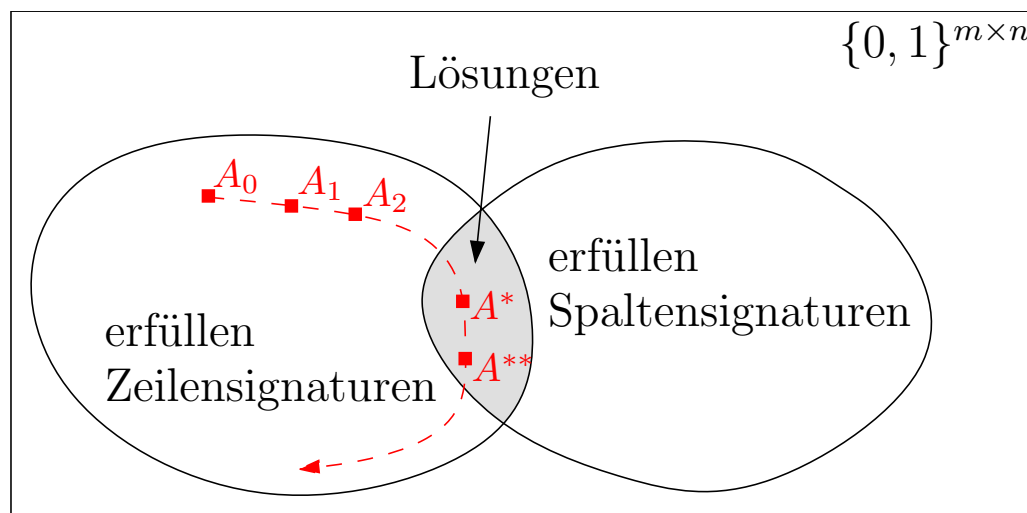 {0, 1}^{m×n}
Lösungen
A_0
A_1
A_2
erfüllen
Spaltensignaturen
A^*
erfüllen
Zeilensignaturen
A^{**}